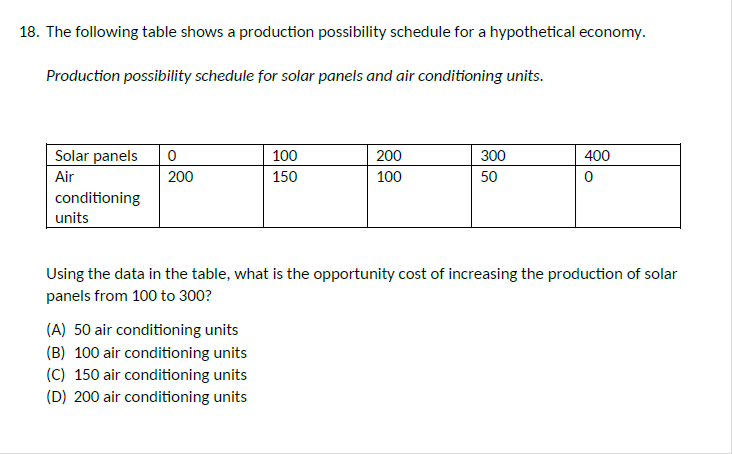 18. The following table shows a production possibility schedule for a hypothetical economy.
Production possibility schedule for solar panels and air conditioning units.
Solar panels 0 100 200 300 400
Air 200 150 100 50 0
conditioning
units
Using the data in the table, what is the opportunity cost of increasing the production of solar
panels from 100 to 300?
(A) 50 air conditioning units
(B) 100 air conditioning units
(C) 150 air conditioning units
(D) 200 air conditioning units